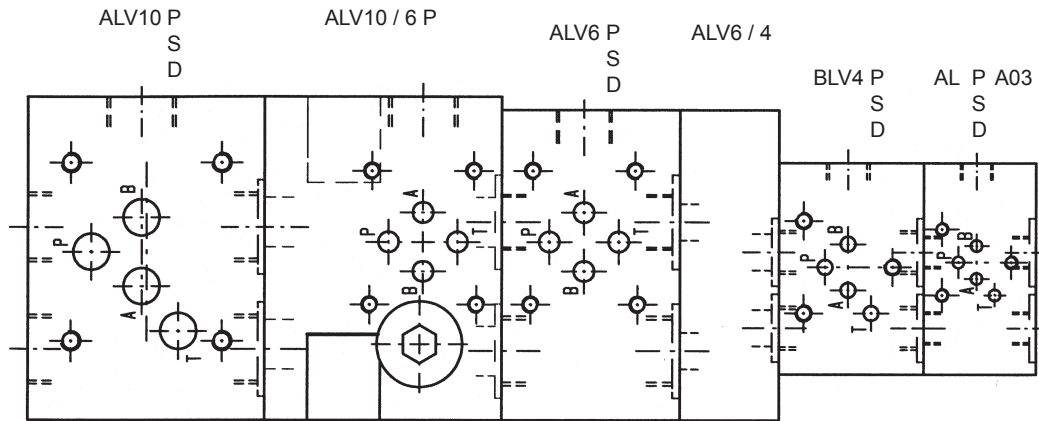 ALV10 P
S
D
ALV10 / 6 P
ALV6 P
S
D
ALV6 / 4
BLV4 P
S
D
AL P A03
S
D
B
P
A
T
A
P
T
B
A
P
T
B
B
P
A
T
B
P
A
T